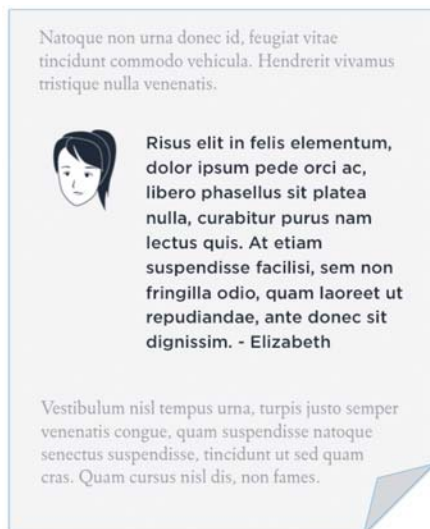 Natoque non urna donec id, feugiat vitae
tincidunt commodo vehicula. Hendrerit vivamus
tristique nulla venenatis.
Risus elit in felis elementum,
dolor ipsum pede orci ac,
libero phasellus sit platea
nulla, curabitur purus nam
lectus quis. At etiam
suspendisse facilisi, sem non
fringilla odio, quam laoreet ut
repudiandae, ante donec sit
dignissim. - Elizabeth
Vestibulum nisl tempus urna, turpis justo semper
venenatis congue, quam suspendisse natoque
senectus suspendisse, tincidunt ut sed quam
cras. Quam cursus nisl dis, non fames.